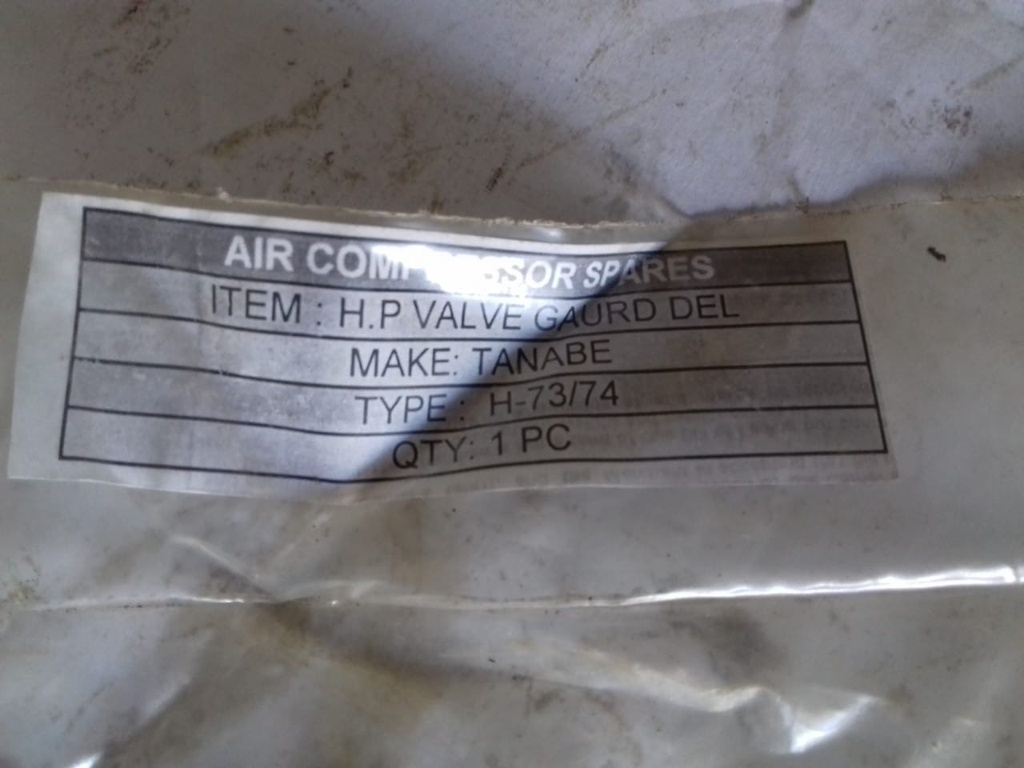 AIR COMPRESSOR SPARES
ITEM : H.P VALVE GAURD DEL
MAKE: TANABE
TYPE : H-73/74
QTY: 1 PC